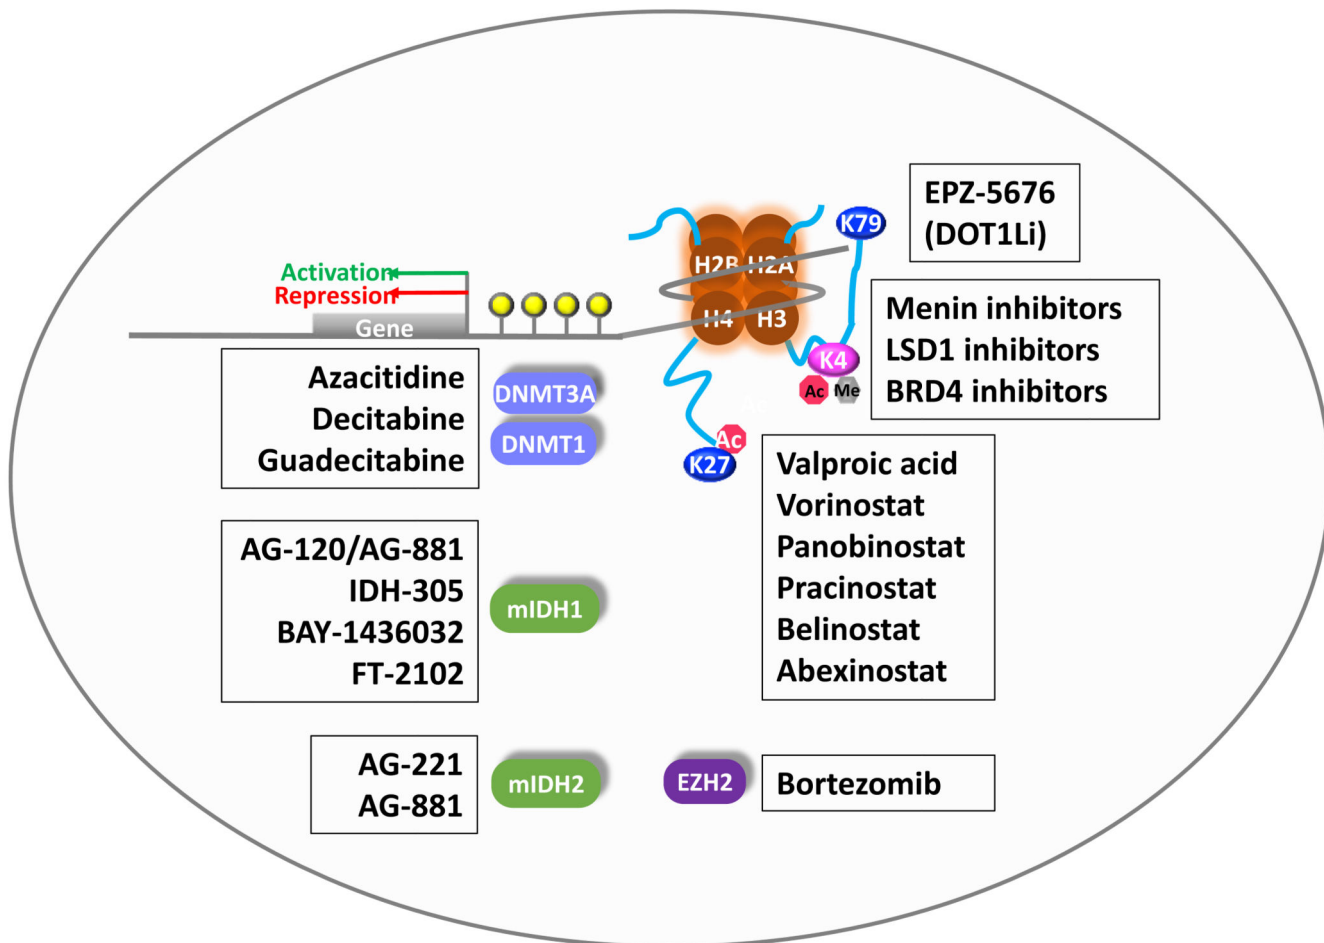 EPZ-5676
(DOT1Li)
K79
H2B
H2A
Activation
Repression
Gene
H4
H3
Menin inhibitors
LSD1 inhibitors
BRD4 inhibitors
K4
Ac
Me
Azacitidine
Decitabine
Guadecitabine
DNMT3A
DNMT1
Ac
Ac
K27
Valproic acid
Vorinostat
Panobinostat
Pracinostat
Belinostat
Abexinostat
AG-120/AG-881
IDH-305
BAY-1436032
FT-2102
mIDH1
AG-221
AG-881
mIDH2
EZH2
Bortezomib